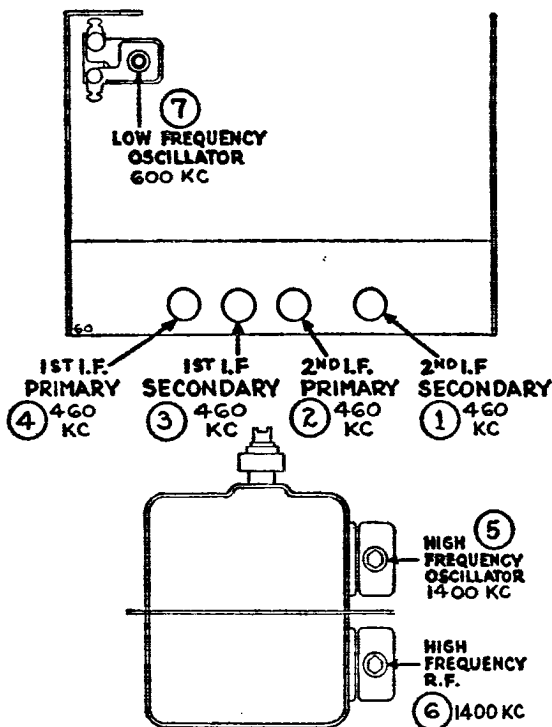 7
LOW FREQUENCY
OSCILLATOR
600 KC
60
1ST I.F.
PRIMARY
4 460
KC
1ST I.F
SECONDARY
3 460
KC
2ND I.F.
PRIMARY
2 460
KC
2ND I.F
SECONDARY
1 460
KC
HIGH 5
FREQUENCY
OSCILLATOR
1400 KC
HIGH
FREQUENCY
R.F.
6 1400 KC